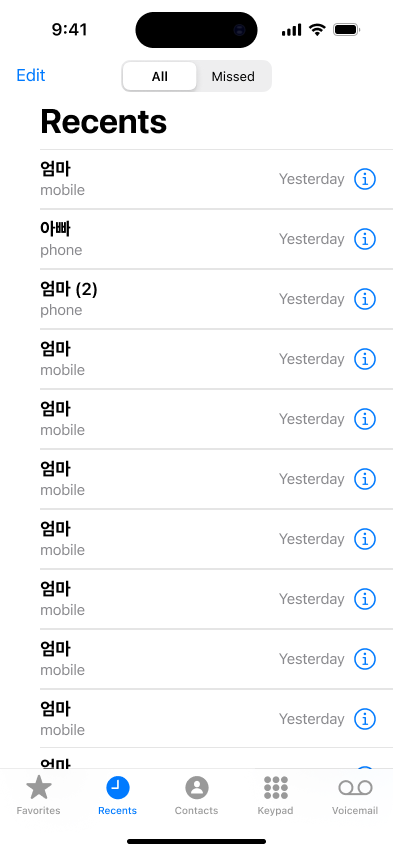 9:41
Edit
All
Missed
Recents
엄마
mobile
Yesterday
아빠
phone
Yesterday
엄마 (2)
phone
Yesterday
엄마
mobile
Yesterday
엄마
mobile
Yesterday
엄마
mobile
Yesterday
엄마
mobile
Yesterday
엄마
mobile
Yesterday
엄마
mobile
Yesterday
엄마
mobile
Yesterday
엄마
Favorites
Recents
Contacts
Keypad
Voicemail